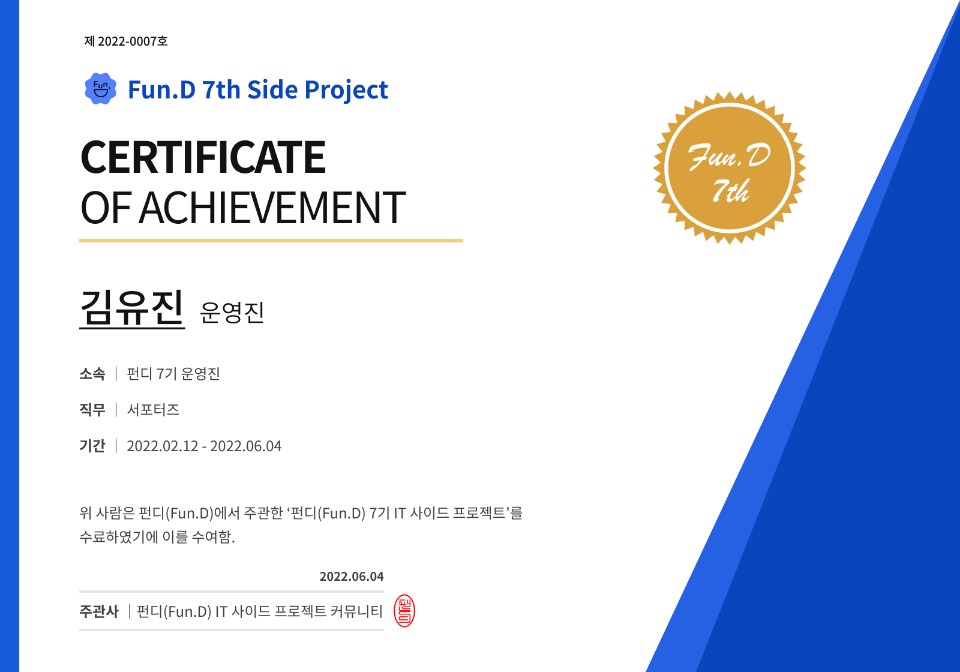 제 2022-0007호
Fun.
Fun.D 7th Side Project
CERTIFICATE
OF ACHIEVEMENT
Fun.D
7th
김유진 운영진
소속 | 펀디 7기 운영진
직무 | 서포터즈
기간 | 2022.02.12 - 2022.06.04
위 사람은 펀디(Fun.D)에서 주관한 ‘펀디(Fun.D) 7기 IT 사이드 프로젝트’를
수료하였기에 이를 수여함.
2022.06.04
주관사 | 펀디(Fun.D) IT 사이드 프로젝트 커뮤니티